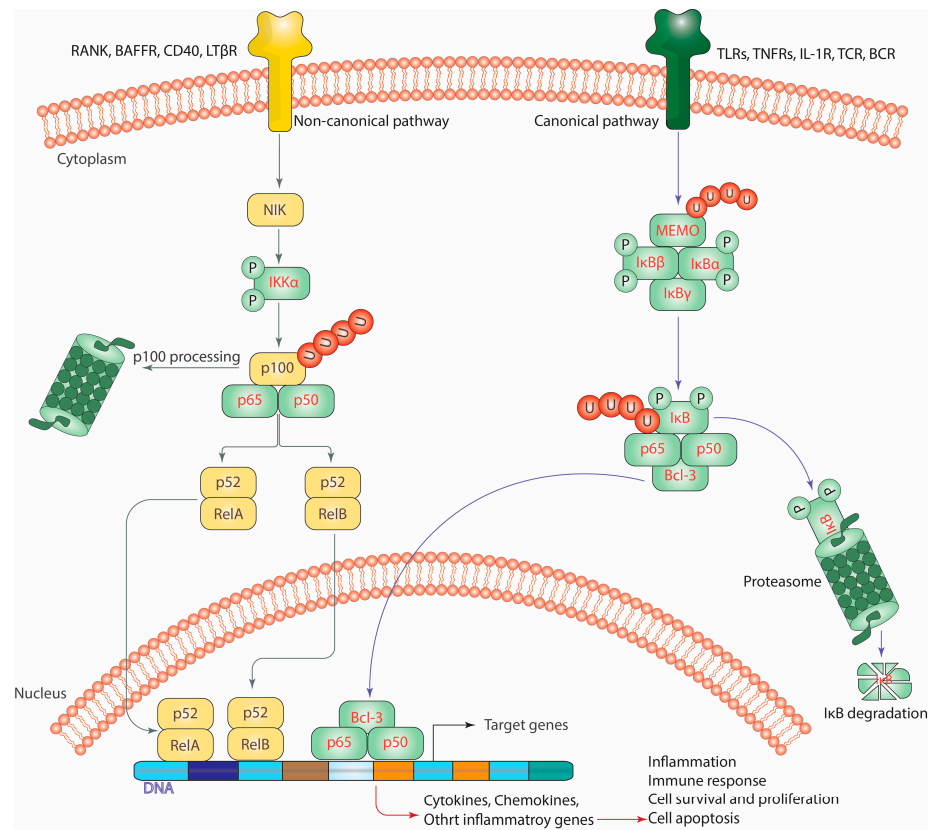 RANK, BAFFR, CD40, LTβR
TLRs, TNFRs, IL-1R, TCR, BCR
Non-canonical pathway
Canonical pathway
Cytoplasm
NIK
U U U U
MEMO
P
P
IκBβ
IκBα
P
P
IκBγ
P
IKKα
P
U U U U
p100 processing
p100
p65
p50
P
P
U U U U
IκB
p65
p50
Bcl-3
p52
RelA
p52
RelB
P
P
IκB
Proteasome
IκB
IκB degradation
Nucleus
p52
RelA
p52
RelB
Bcl-3
p65
p50
Target genes
DNA
Cytokines, Chemokines,
Othrt inflammatroy genes
Inflammation
Immune response
Cell survival and proliferation
Cell apoptosis